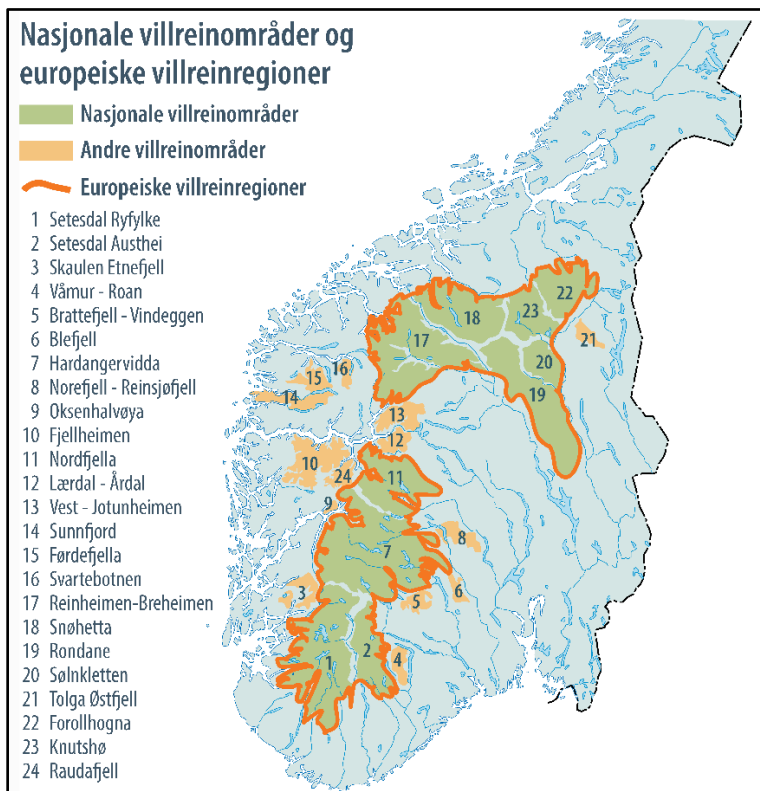 Nasjonale villreinområder og
europeiske villreinregioner
Nasjonale villreinområder
Andre villreinområder
Europeiske villreinregioner
1 Setesdal Ryfylke
2 Setesdal Austhei
3 Skaulen Etnefjell
4 Våmur - Roan
5 Brattefjell - Vindeggen
6 Blefjell
7 Hardangervidda
8 Norefjell - Reinsjøfjell
9 Oksenhalvøya
10 Fjellheimen
11 Nordfjella
12 Lærdal - Årdal
13 Vest - Jotunheimen
14 Sunnfjord
15 Førdefjella
16 Svartebotnen
17 Reinheimen-Breheimen
18 Snøhetta
19 Rondane
20 Sølnkletten
21 Tolga Østfjell
22 Forollhogna
23 Knutshø
24 Raudafjell
22
23
18
21
17
20
16
15
19
14
13
12
10
24
11
9
8
7
6
3
5
2
4
1